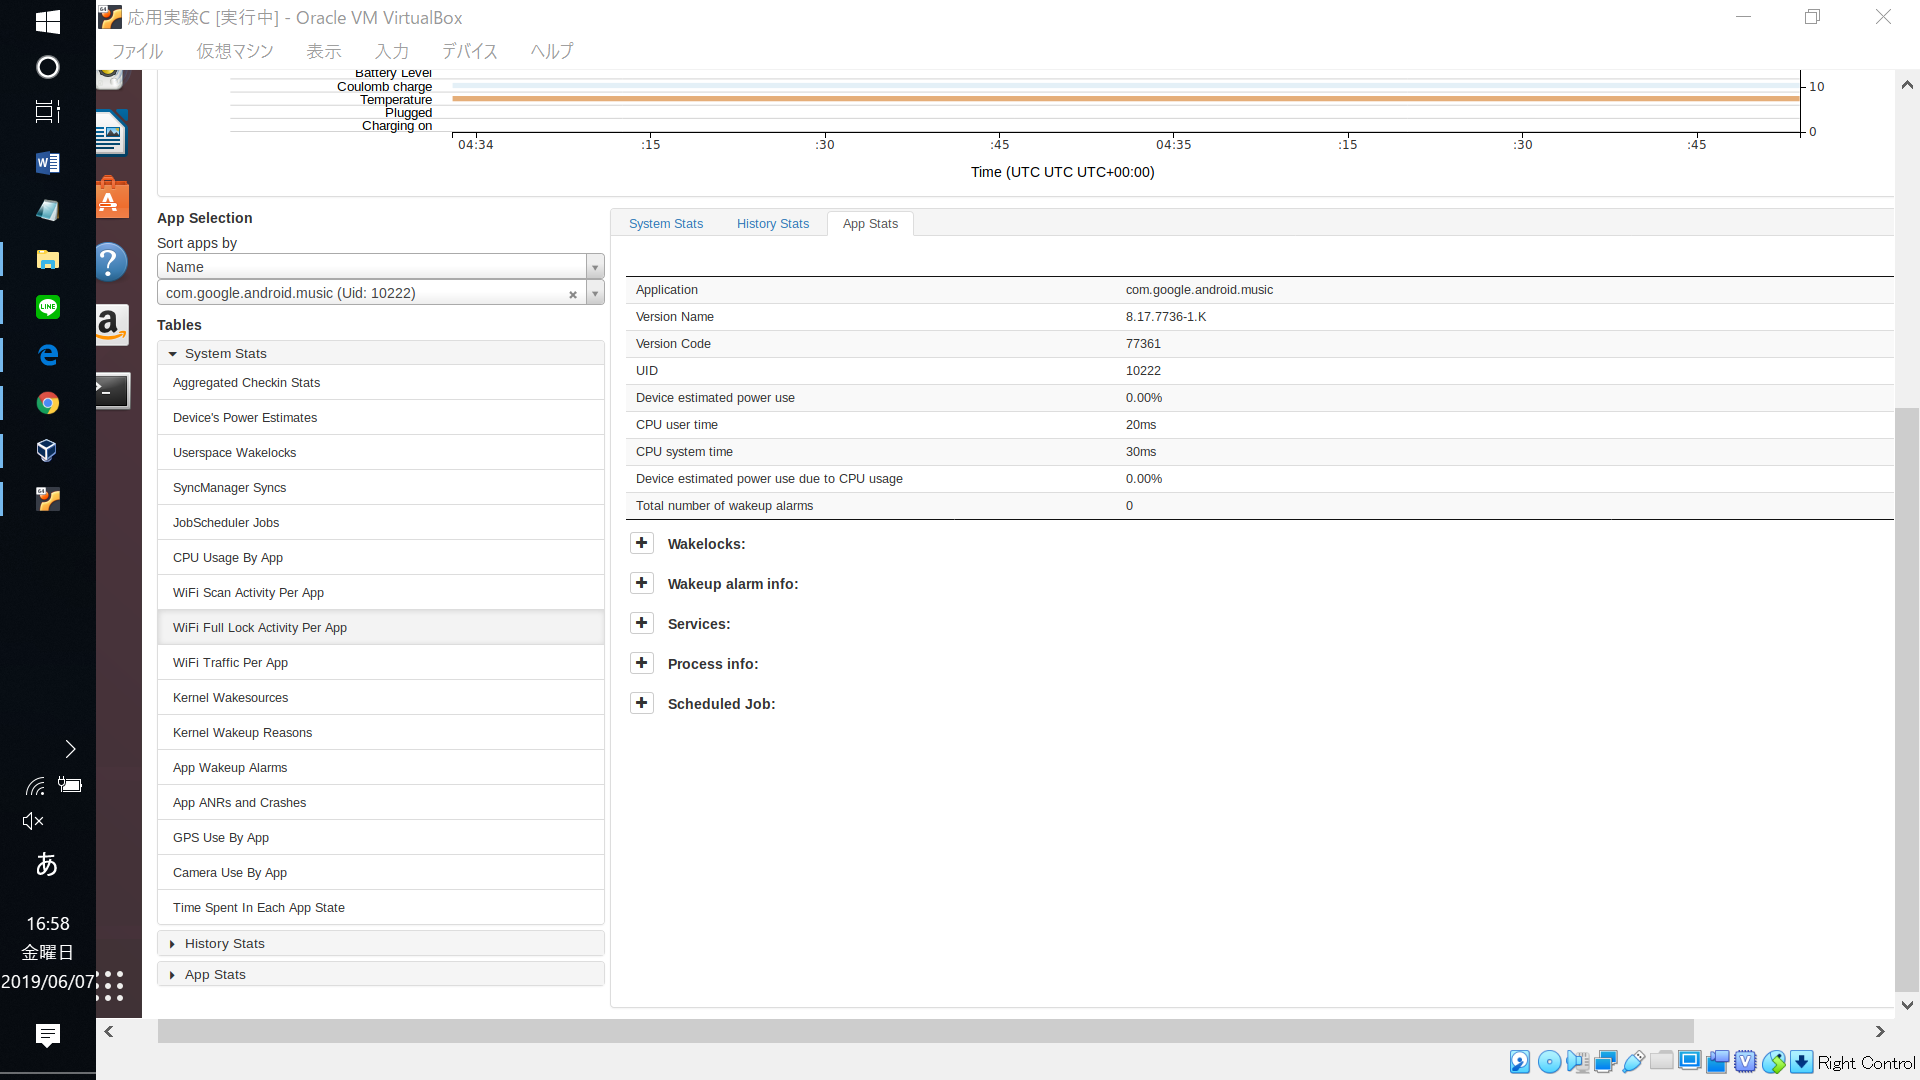 応用実験C [実行中] - Oracle VM VirtualBox
ファイル 仮想マシン 表示 入力 デバイス ヘルプ
Battery Level
Coulomb charge
Temperature
Plugged
Charging on
10
0
04:34 :15 :30 :45 04:35 :15 :30 :45
Time (UTC UTC UTC+00:00)
App Selection
Sort apps by
Name
com.google.android.music (Uid: 10222)
Tables
System Stats
Aggregated Checkin Stats
Device's Power Estimates
Userspace Wakelocks
SyncManager Syncs
JobScheduler Jobs
CPU Usage By App
WiFi Scan Activity Per App
WiFi Full Lock Activity Per App
WiFi Traffic Per App
Kernel Wakesources
Kernel Wakeup Reasons
App Wakeup Alarms
App ANRs and Crashes
GPS Use By App
Camera Use By App
Time Spent In Each App State
History Stats
App Stats
System Stats History Stats App Stats
Application com.google.android.music
Version Name 8.17.7736-1.K
Version Code 77361
UID 10222
Device estimated power use 0.00%
CPU user time 20ms
CPU system time 30ms
Device estimated power use due to CPU usage 0.00%
Total number of wakeup alarms 0
Wakelocks:
Wakeup alarm info:
Services:
Process info:
Scheduled Job:
LINE
あ
16:58
金曜日
2019/06/07
Right Control